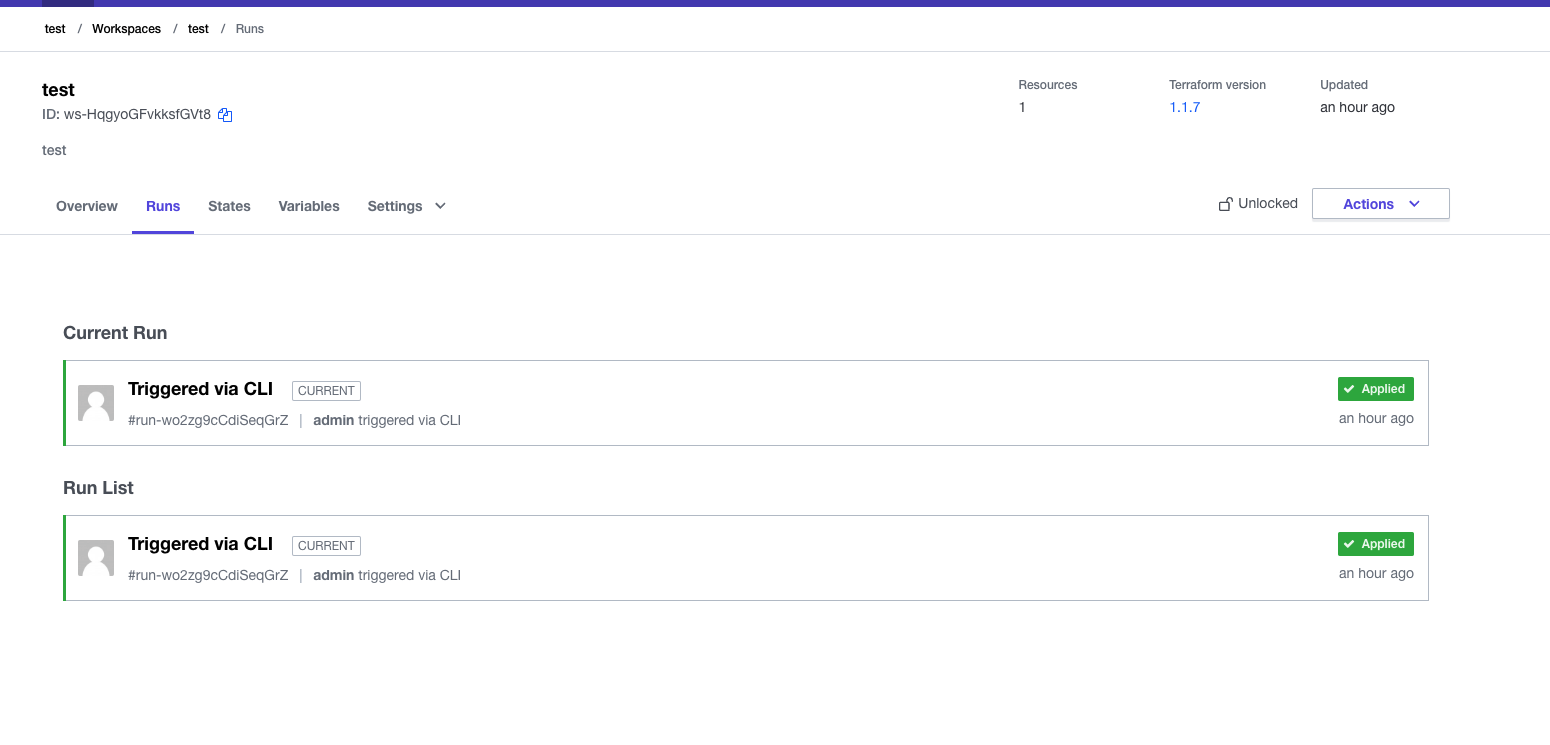 test / Workspaces / test / Runs
test
ID: ws-HqgyoGFvkksfGVt8
test
Resources
1
Terraform version
1.1.7
Updated
an hour ago
Overview Runs States Variables Settings
Unlocked Actions
Current Run
Triggered via CLI CURRENT
#run-wo2zg9cCdiSeqGrZ | admin triggered via CLI
Applied
an hour ago
Run List
Triggered via CLI CURRENT
#run-wo2zg9cCdiSeqGrZ | admin triggered via CLI
Applied
an hour ago